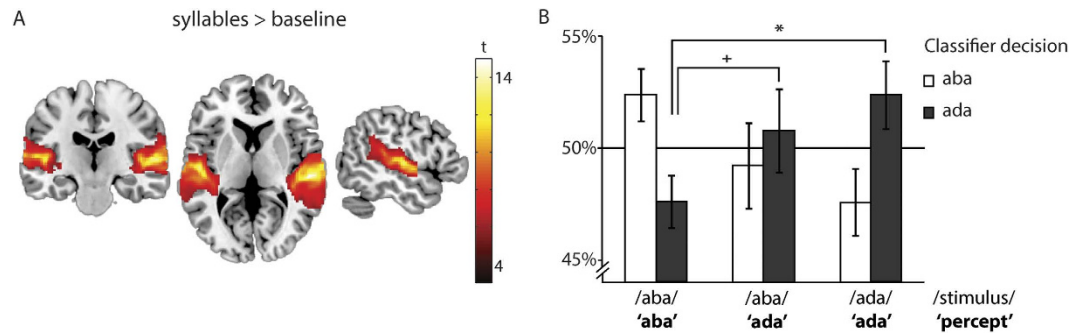 A
syllables > baseline
t
14
4
B
55%
50%
45%
*
+
Classifier decision
aba
ada
/aba/ /aba/ /ada/ /stimulus/
'aba' 'ada' 'ada' 'percept'